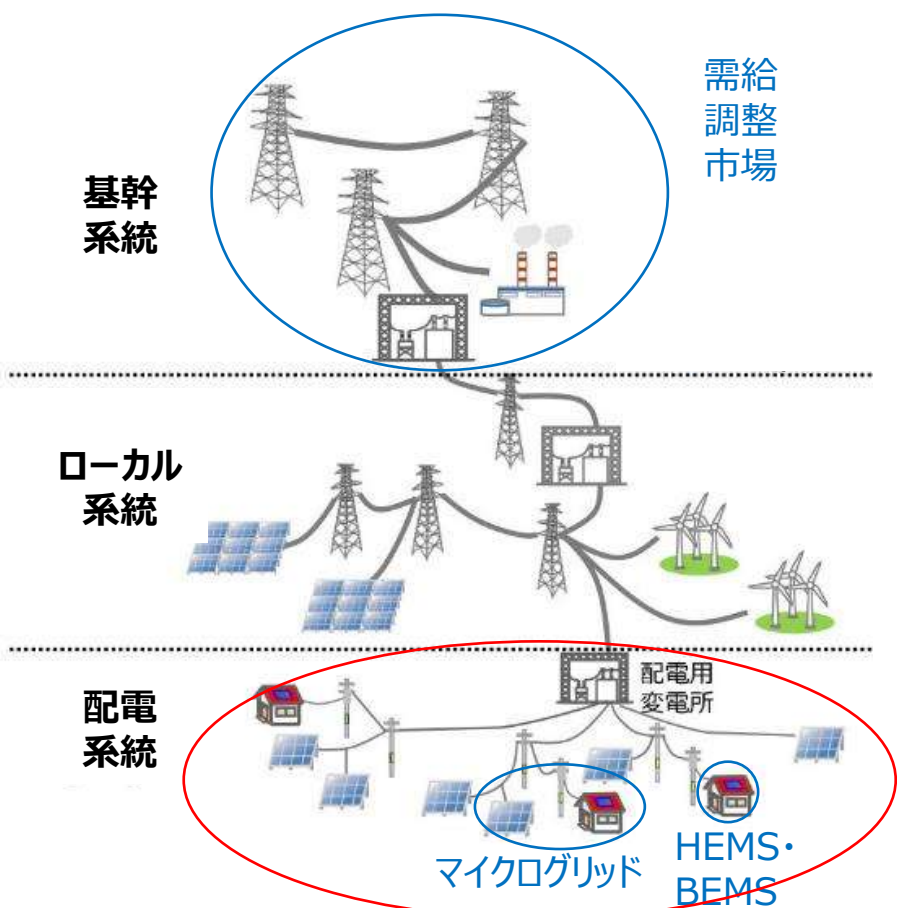 需給
調整
市場
基幹
系統
ローカル
系統
配電用
変電所
配電
系統
マイクログリッド
HEMS・
BEMS